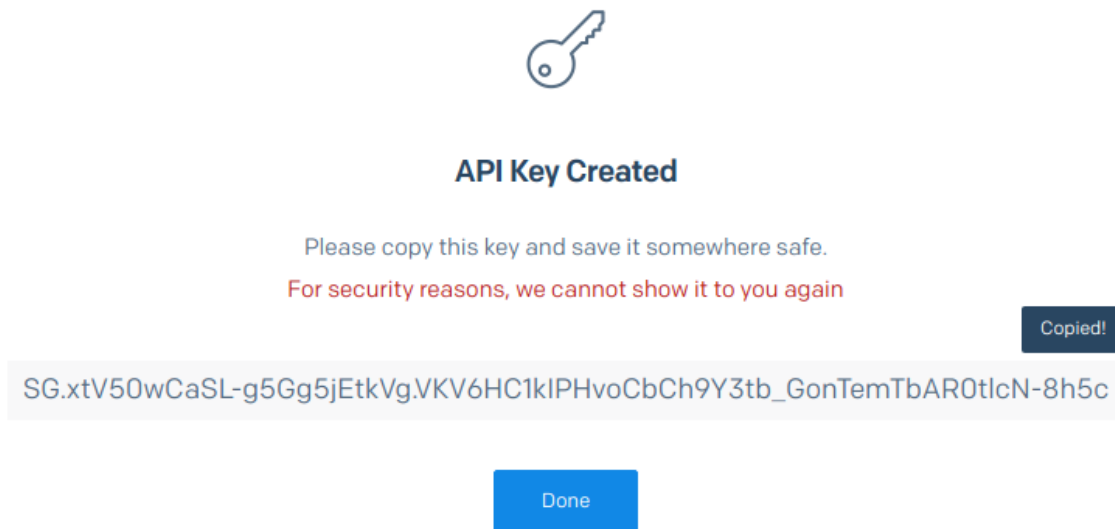 API Key Created
Please copy this key and save it somewhere safe.
For security reasons, we cannot show it to you again
Copied!
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
Done